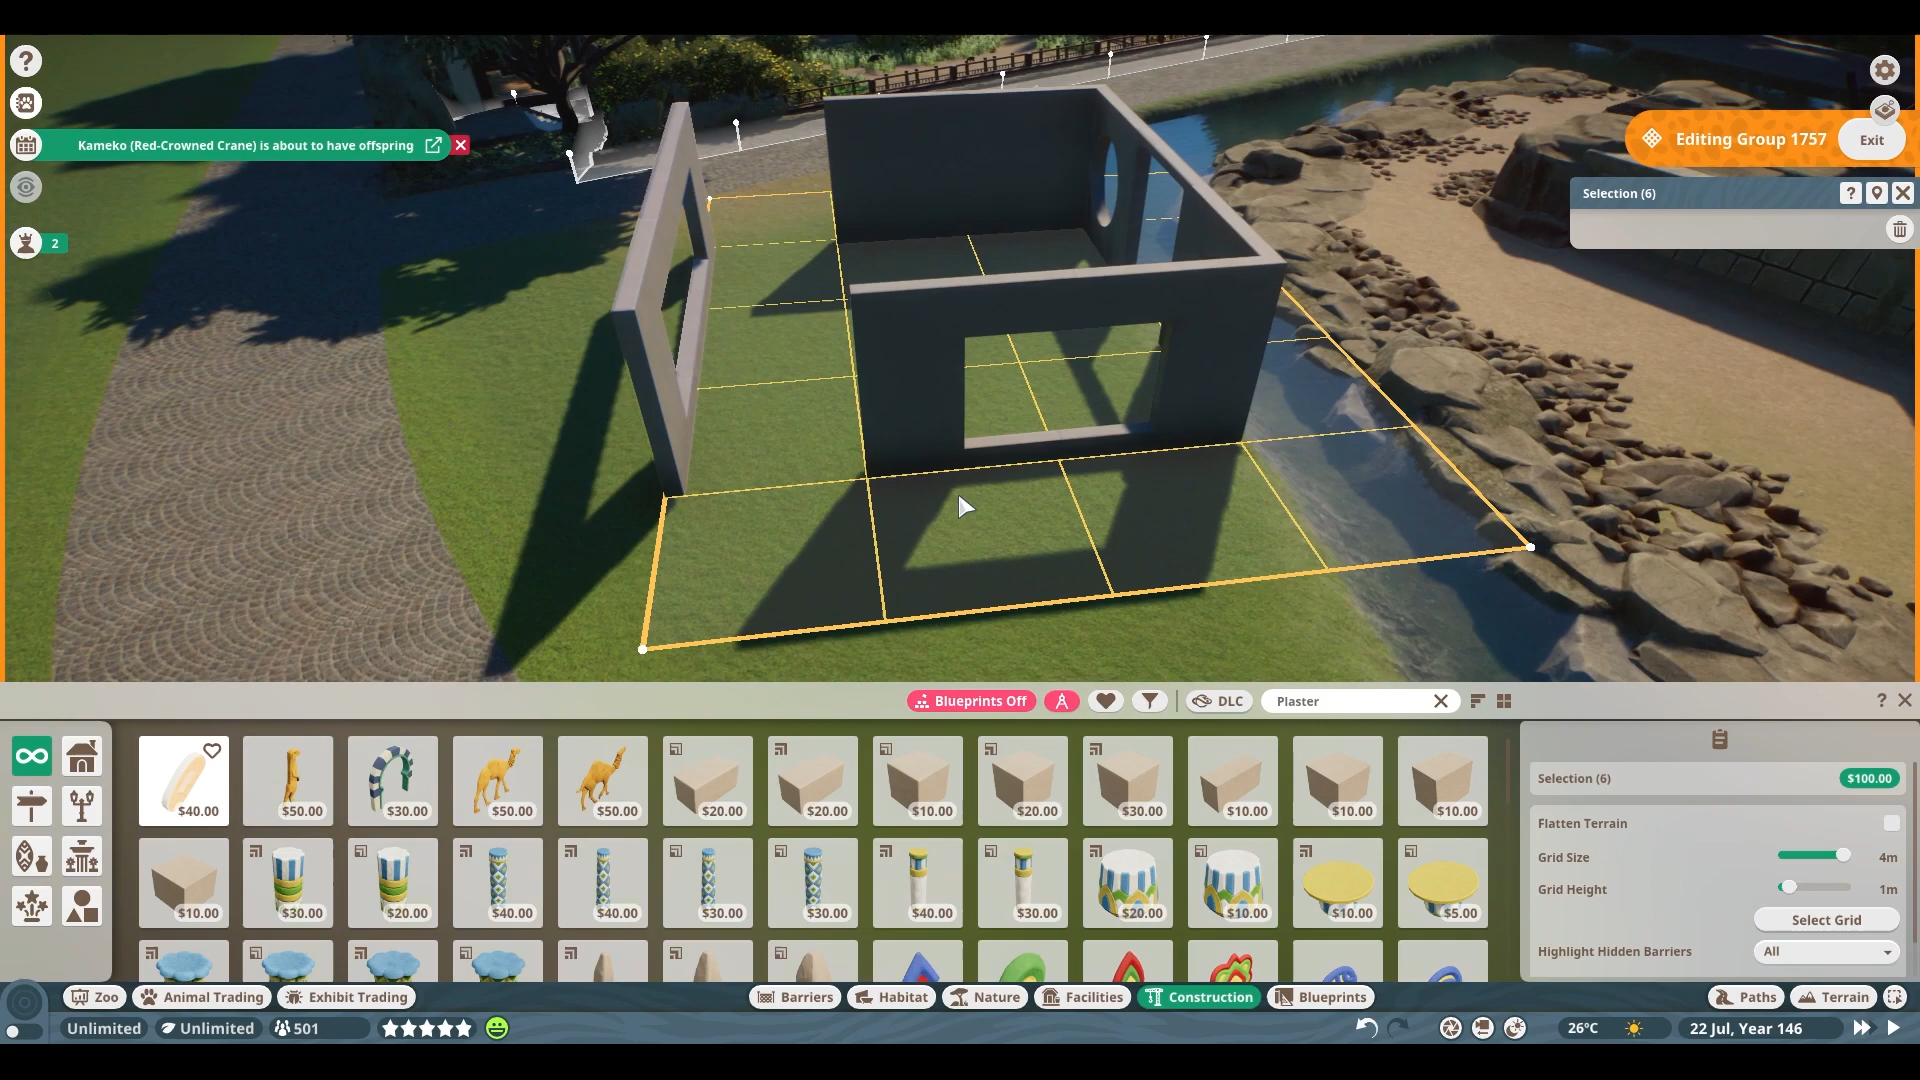 ?
Kameko (Red-Crowned Crane) is about to have offspring
2
Editing Group 1757
Exit
Selection (6)
?
Blueprints Off
DLC
Plaster
?
$40.00
$50.00
$30.00
$50.00
$50.00
$20.00
$20.00
$10.00
$20.00
$30.00
$10.00
$10.00
$10.00
$10.00
$30.00
$20.00
$40.00
$40.00
$30.00
$30.00
$40.00
$30.00
$20.00
$10.00
$10.00
$5.00
Selection (6)
$100.00
Flatten Terrain
Grid Size
4m
Grid Height
1m
Select Grid
Highlight Hidden Barriers
All
Zoo
Animal Trading
Exhibit Trading
Barriers
Habitat
Nature
Facilities
Construction
Blueprints
Paths
Terrain
Unlimited
Unlimited
501
26°C
22 Jul, Year 146